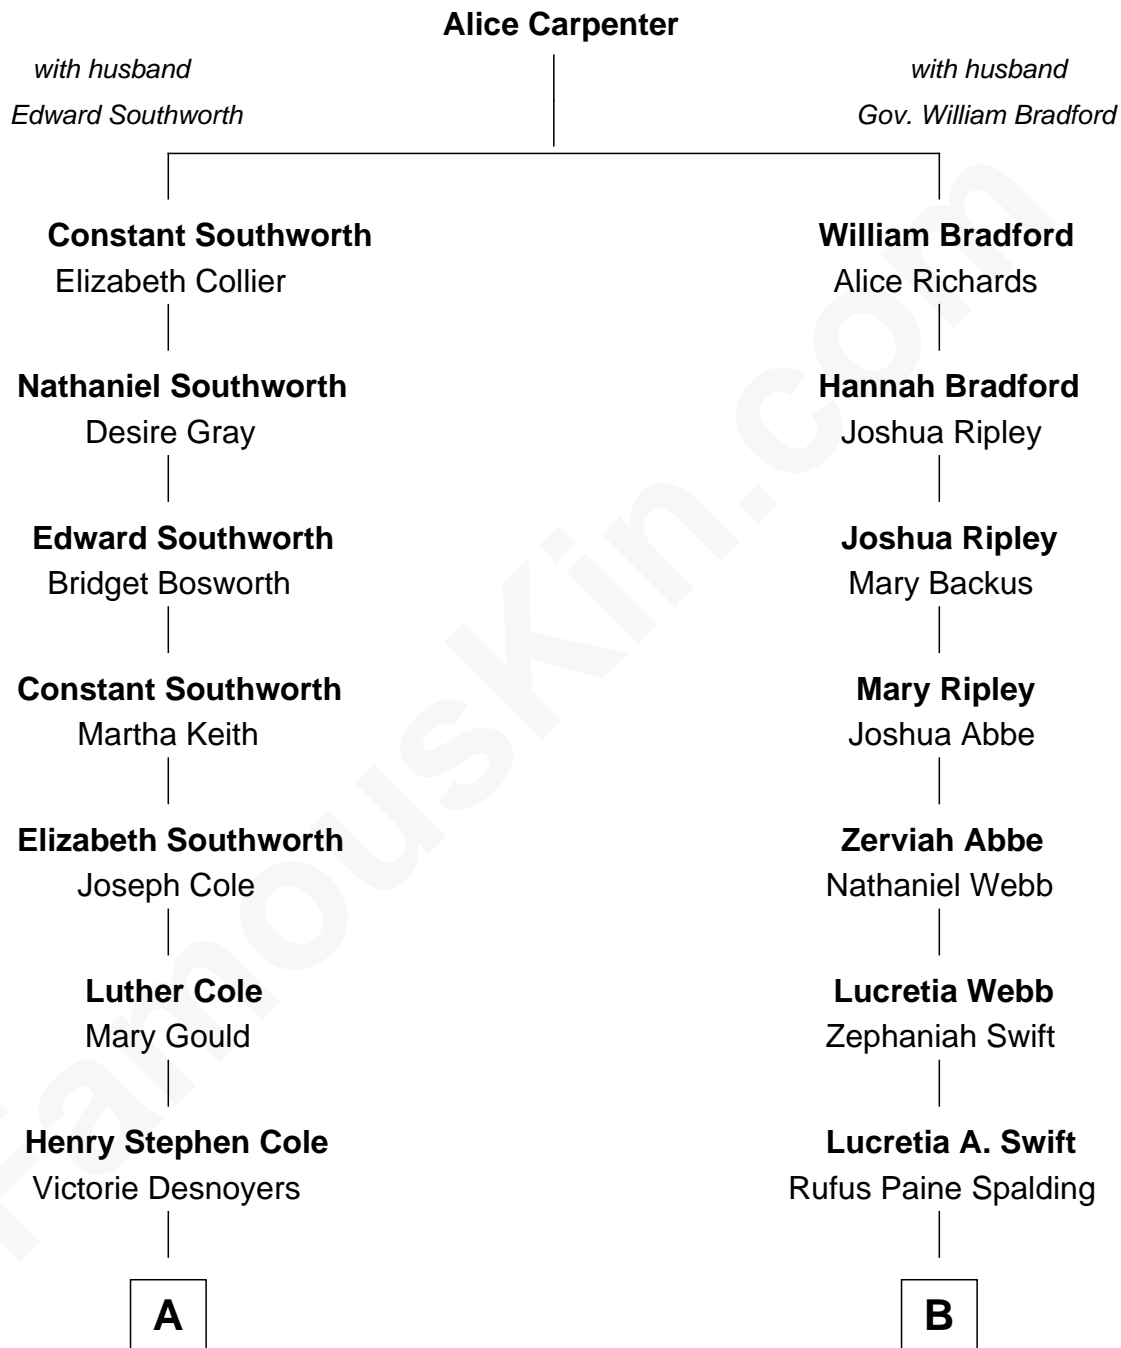 Alice Carpenter
with husband
Edward Southworth
with husband
Gov. William Bradford
Constant Southworth
Elizabeth Collier
Nathaniel Southworth
Desire Gray
Edward Southworth
Bridget Bosworth
Constant Southworth
Martha Keith
Elizabeth Southworth
Joseph Cole
Luther Cole
Mary Gould
Henry Stephen Cole
Victorie Desnoyers
A
William Bradford
Alice Richards
Hannah Bradford
Joshua Ripley
Joshua Ripley
Mary Backus
Mary Ripley
Joshua Abbe
Zerviah Abbe
Nathaniel Webb
Lucretia Webb
Zephaniah Swift
Lucretia A. Swift
Rufus Paine Spalding
B
FamousKin.com